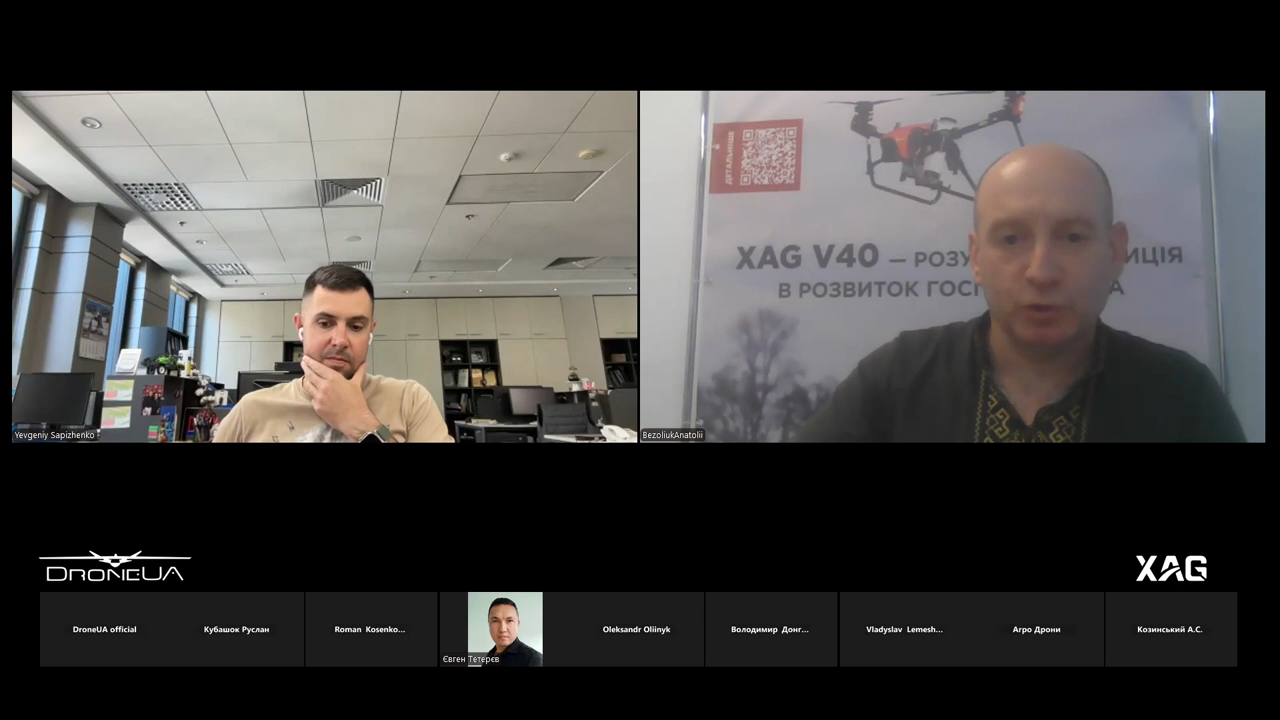 ДЕТАЛЬНІШЕ
XAG V40 — РОЗУ ИЦІЯ
В РОЗВИТОК ГОСП А
Yevgeniy Sapizhenko
BezoliukAnatolii
DRONEUA
XAG
DroneUA official
Кубашок Руслан
Roman Kosenko...
Євген Тетерєв
Oleksandr Oliinyk
Володимир Донг...
Vladyslav Lemesh...
Агро Дрони
Козинський А.С.